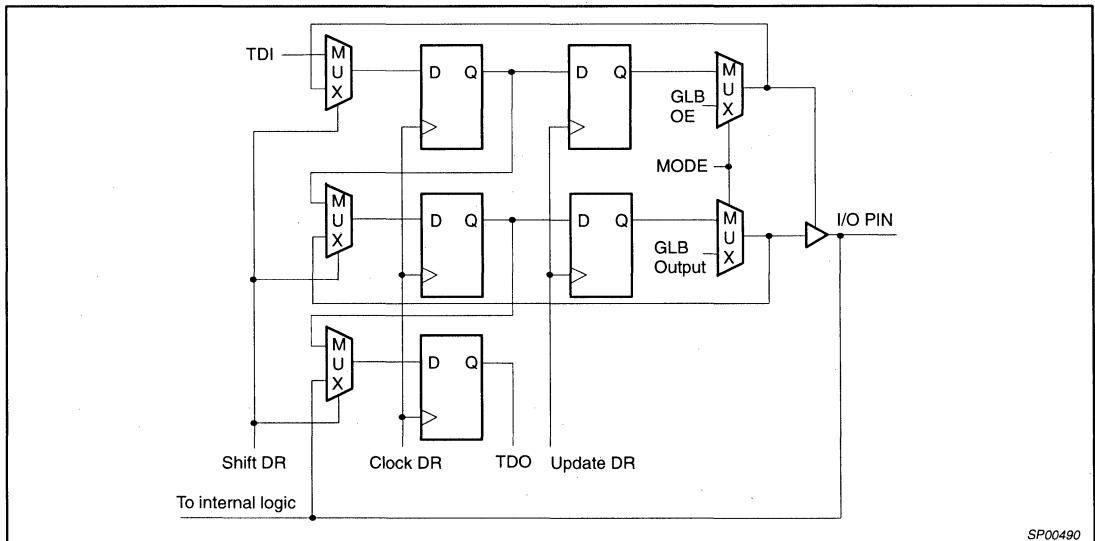 TDI
M
U
X
D Q
D Q
M
U
X
GLB
OE
MODE
M
U
X
D Q
D Q
M
U
X
GLB
Output
I/O PIN
M
U
X
D Q
Shift DR
Clock DR
TDO
Update DR
To internal logic
SP00490